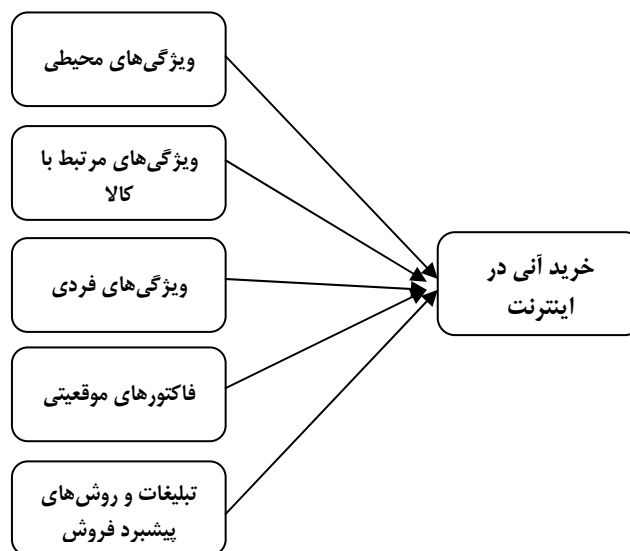 ویژگی‌های محیطی
ویژگی‌های مرتبط با
کالا
ویژگی‌های فردی
فاکتورهای موقعیتی
تبلیغات و روش‌های
پیشبرد فروش
خرید آنی در
اینترنت